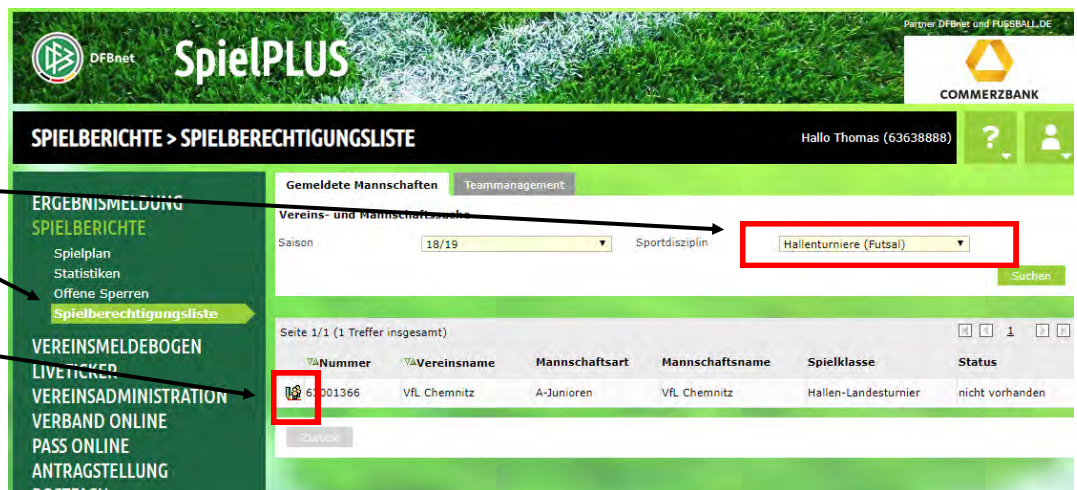 Partner DFBnet und FUSSBALL.DE
DFBnet
SpielPLUS
COMMERZBANK
SPIELBERICHTE > SPIELBERECHTIGUNGSLISTE
Hallo Thomas (63638888)
?
ERGEBNISMELDUNG
SPIELBERICHTE
Spielplan
Statistiken
Offene Sperren
Spielberechtigungsliste
VEREINSMELDEBOGEN
LIVETICKER
VEREINSADMINISTRATION
VERBAND ONLINE
PASS ONLINE
ANTRAGSTELLUNG
Gemeldete Mannschaften Teammanagement
Vereins- und Mannschaftssuche
Saison 18/19 Sportdisziplin Hallenturniere (Futsal)
Suchen
Seite 1/1 (1 Treffer insgesamt) 1
Nummer Vereinsname Mannschaftsart Mannschaftsname Spielklasse Status
63001366 VfL Chemnitz A-Junioren VfL Chemnitz Hallen-Landesturnier nicht vorhanden
Zurück